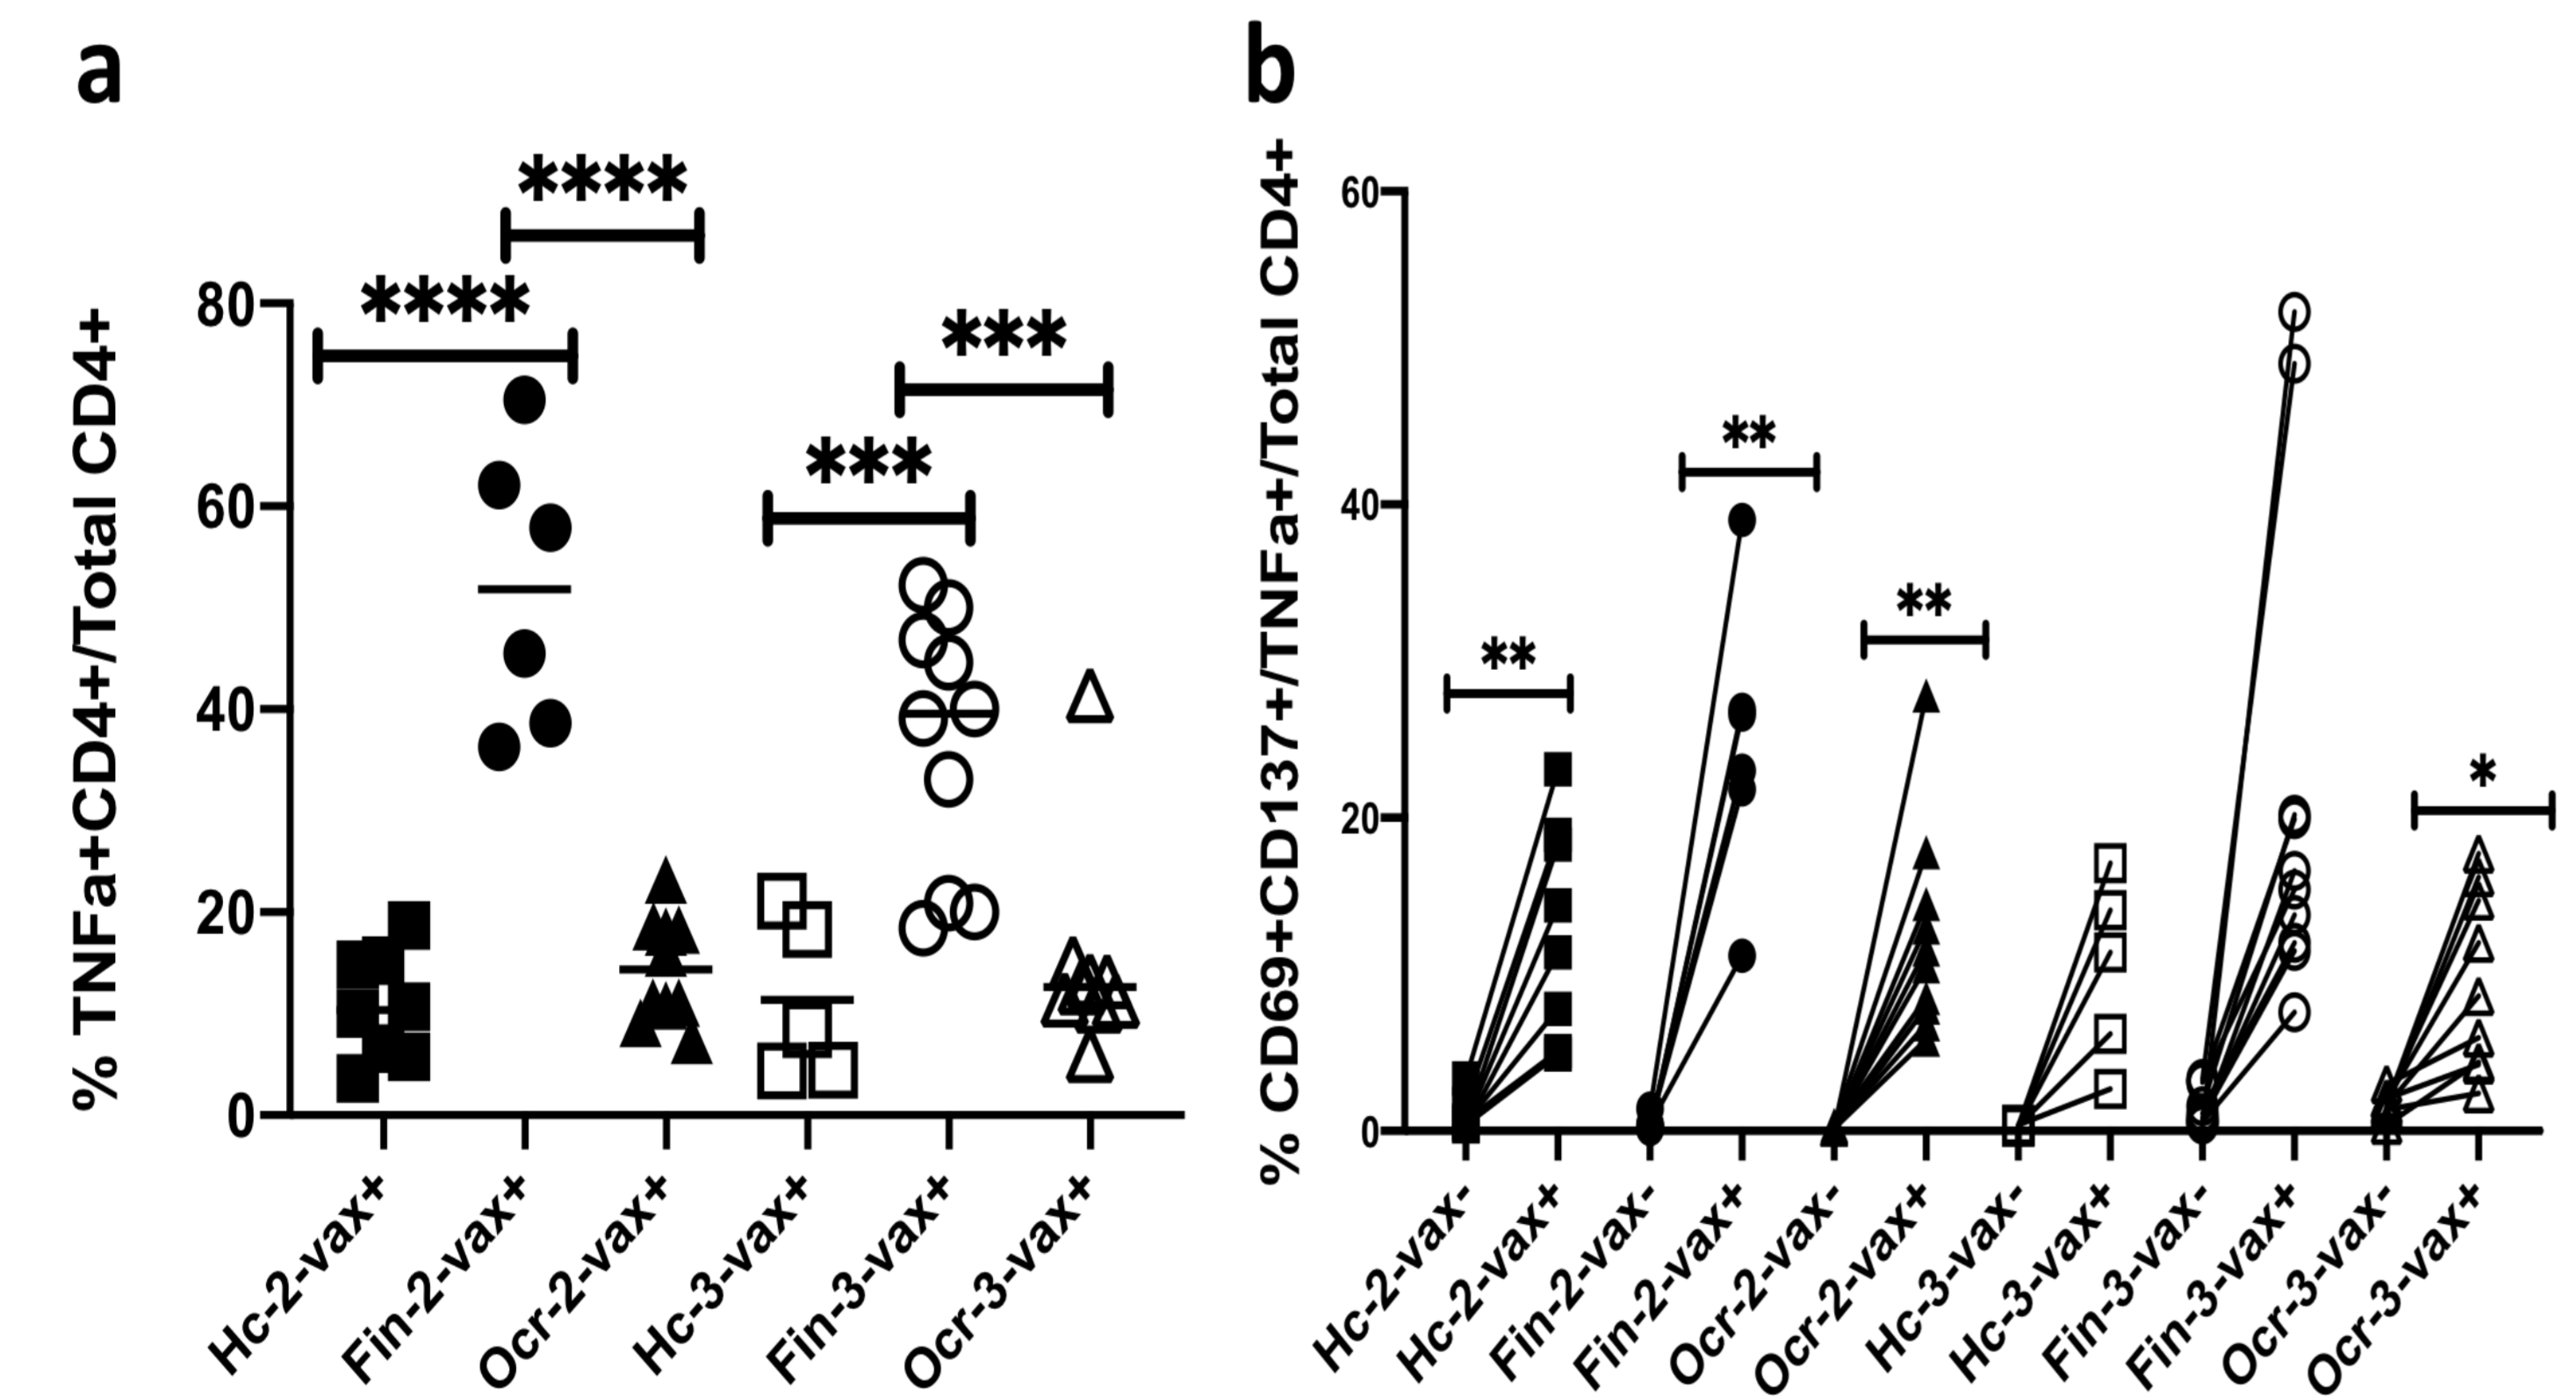 a
% TNFa+CD4+/Total CD4+
80
60
40
20
0
****
****
***
***
Hc-2-vax+
Fin-2-vax+
Ocr-2-vax+
Hc-3-vax+
Fin-3-vax+
Ocr-3-vax+
b
% CD69+CD137+/TNFa+/Total CD4+
60
40
20
0
**
**
**
*
Hc-2-vax-
Hc-2-vax+
Fin-2-vax-
Fin-2-vax+
Ocr-2-vax-
Ocr-2-vax+
Hc-3-vax-
Hc-3-vax+
Fin-3-vax-
Fin-3-vax+
Ocr-3-vax-
Ocr-3-vax+